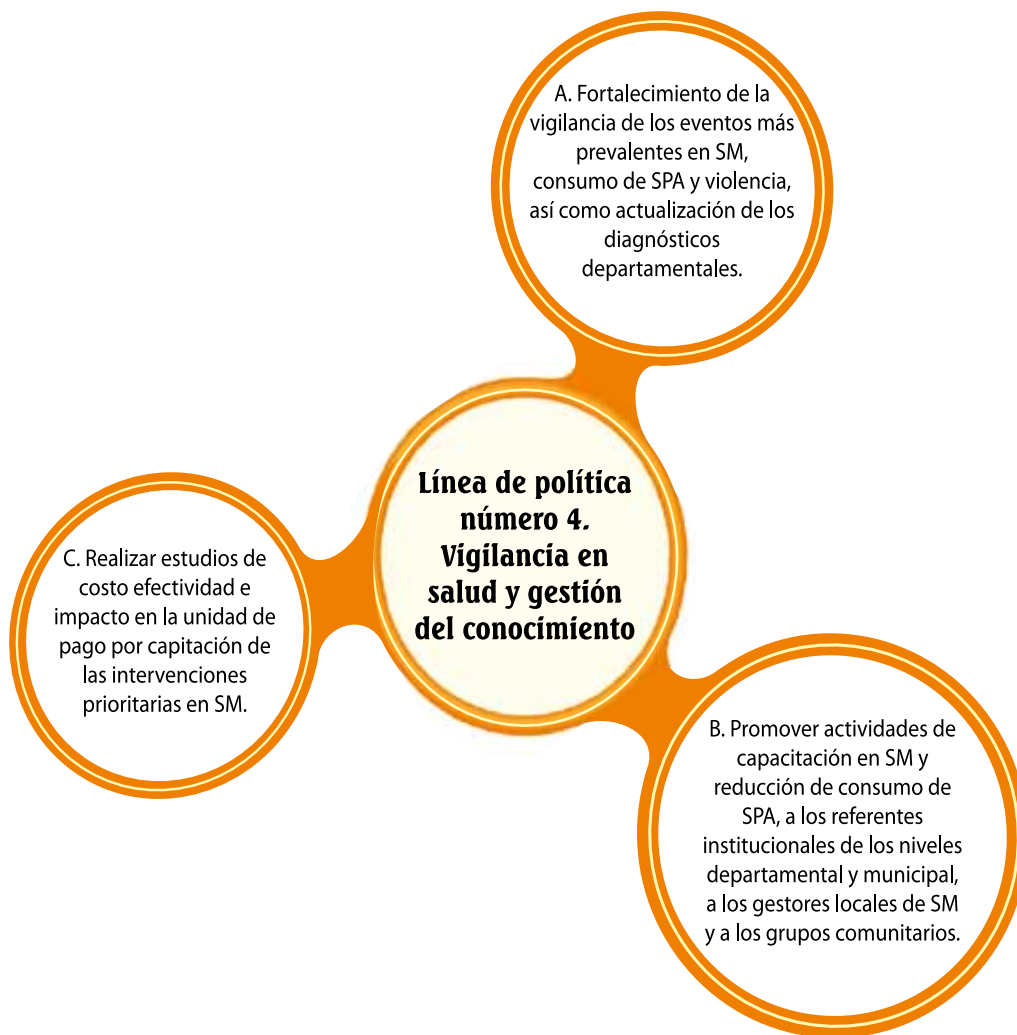 A. Fortalecimiento de la
vigilancia de los eventos más
prevalentes en SM,
consumo de SPA y violencia,
así como actualización de los
diagnósticos
departamentales.
Línea de política
número 4.
Vigilancia en
salud y gestión
del conocimiento
C. Realizar estudios de
costo efectividad e
impacto en la unidad de
pago por capitación de
las intervenciones
prioritarias en SM.
B. Promover actividades de
capacitación en SM y
reducción de consumo de
SPA, a los referentes
institucionales de los niveles
departamental y municipal,
a los gestores locales de SM
y a los grupos comunitarios.